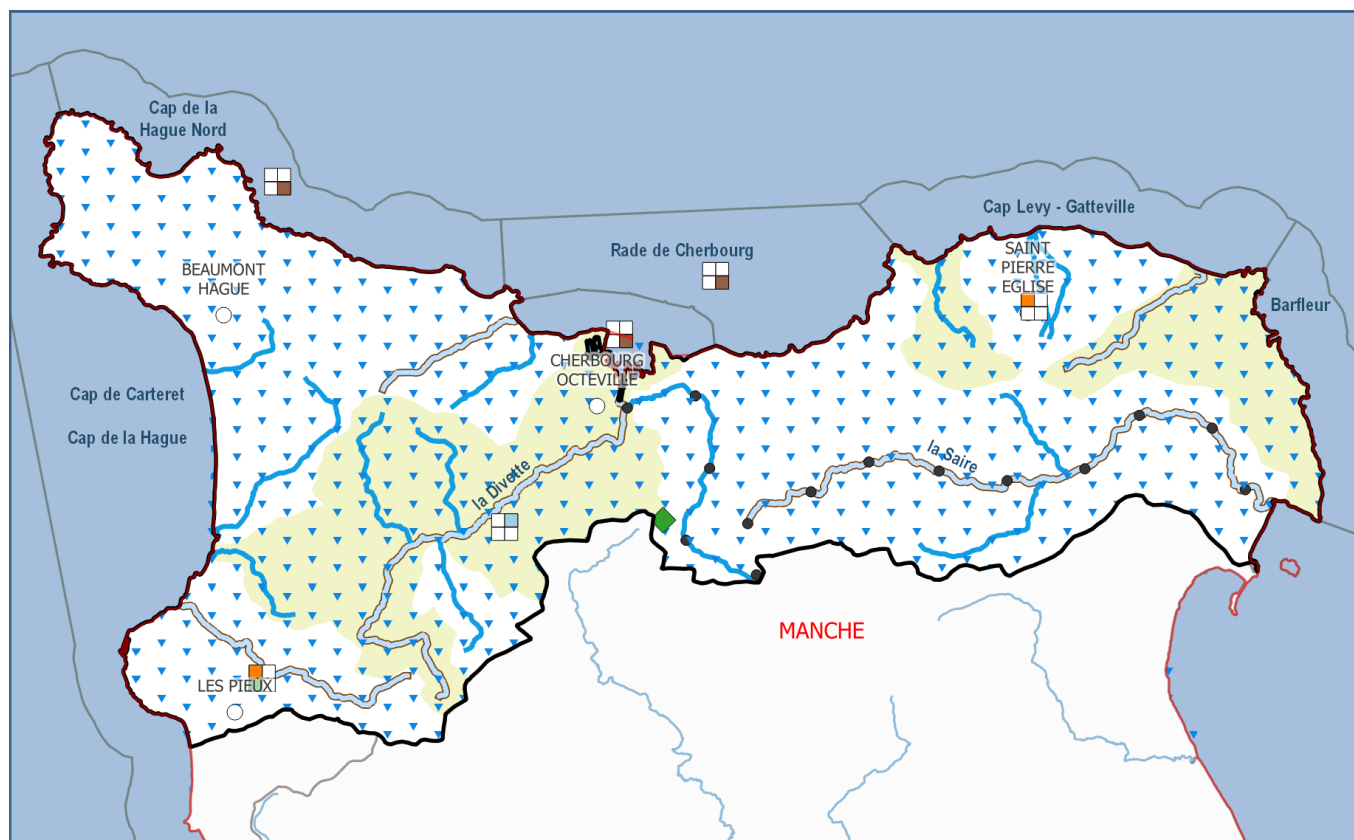 Cap de la
Hague Nord
Cap Levy - Gatteville
Rade de Cherbourg
SAINT
PIERRE
EGLISE
BEAUMONT
HAGUE
Barfleur
CHERBOURG
OCTEVILLE
Cap de Carteret
Cap de la Hague
la Saire
la Divette
MANCHE
LES PIEUX